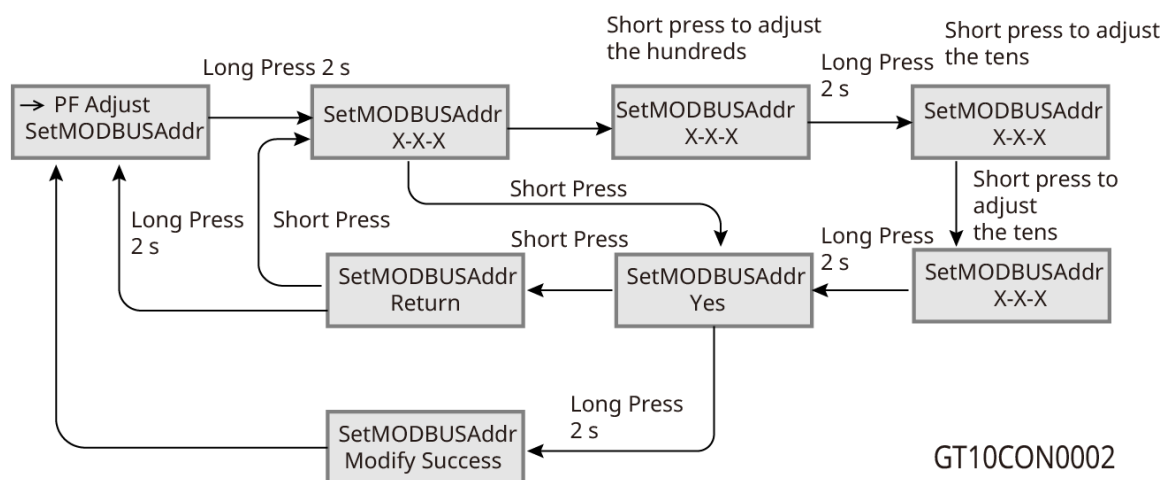 Short press to adjust
the hundreds
Short press to adjust
the tens
Long Press 2 s
Long Press
2 s
→ PF Adjust
SetMODBUSAddr
SetMODBUSAddr
X-X-X
SetMODBUSAddr
X-X-X
SetMODBUSAddr
X-X-X
Short Press
Short press to
adjust
the tens
Long Press
2 s
Short Press
Short Press
Long Press
2 s
SetMODBUSAddr
Return
SetMODBUSAddr
Yes
SetMODBUSAddr
X-X-X
Long Press
2 s
SetMODBUSAddr
Modify Success
GT10CON0002